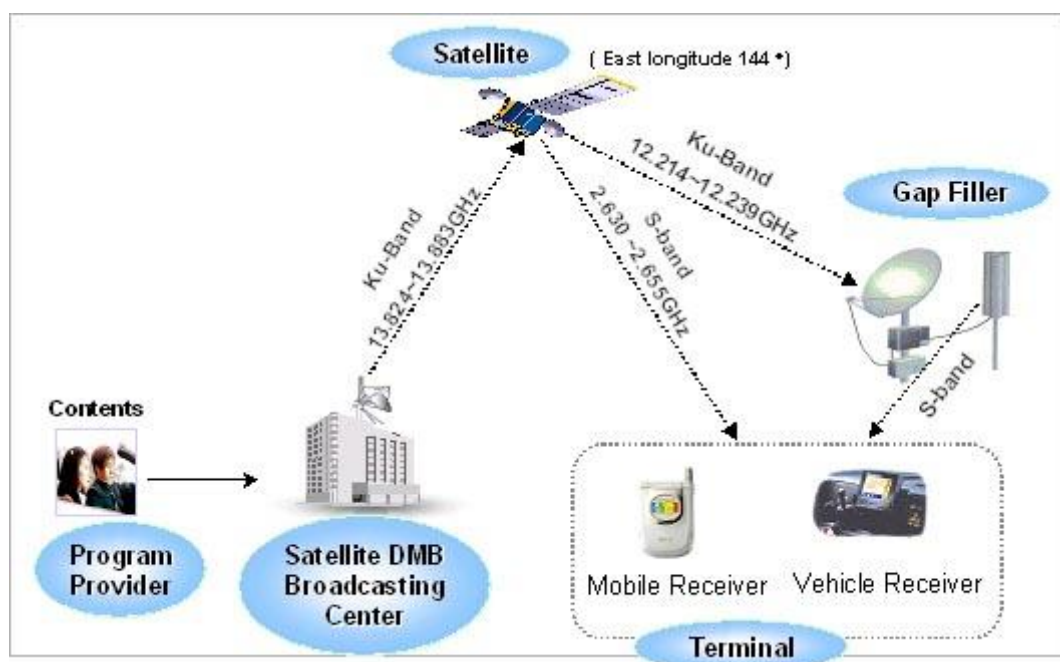 Satellite
( East longitude 144 •)
Ku-Band
12.214~12.239GHz
Gap Filler
S-band
2.630 ~2.655GHz
Ku-Band
13.824~13.883GHz
S-band
Contents
Program
Provider
Satellite DMB
Broadcasting
Center
Mobile Receiver
Vehicle Receiver
Terminal